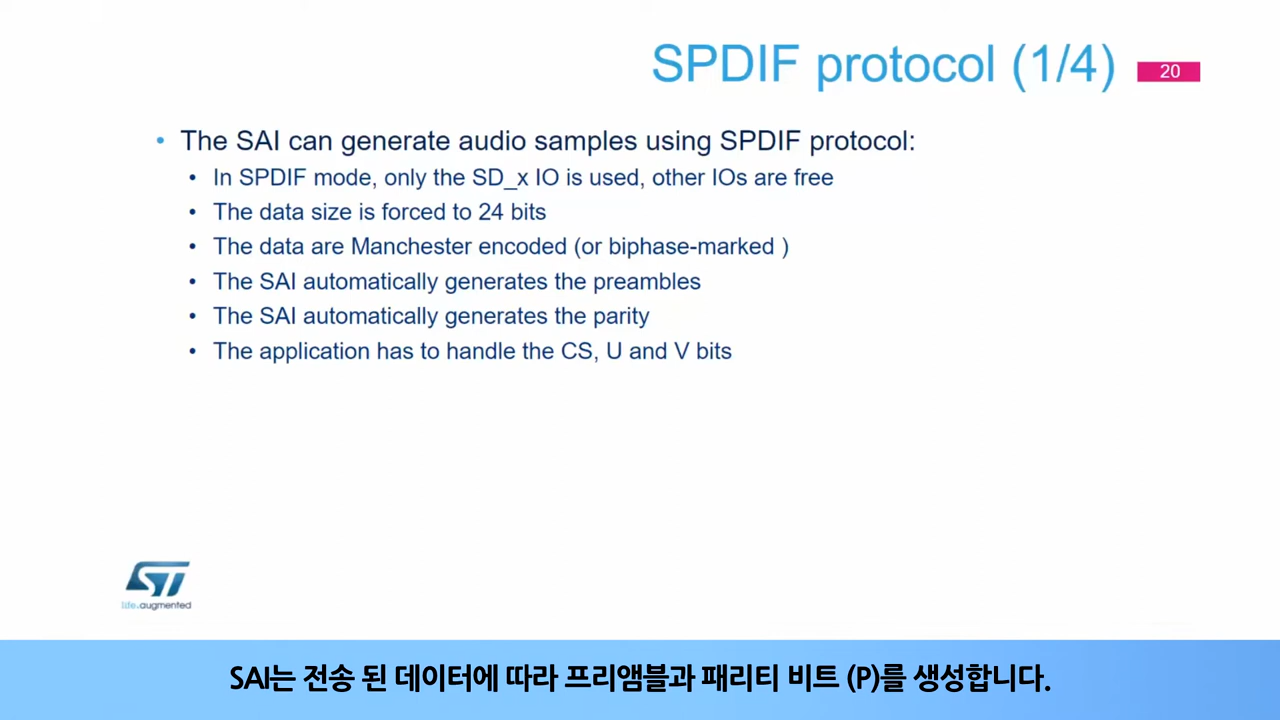 SPDIF protocol (1/4)
20
• The SAI can generate audio samples using SPDIF protocol:
• In SPDIF mode, only the SD_x IO is used, other IOs are free
• The data size is forced to 24 bits
• The data are Manchester encoded (or biphase-marked )
• The SAI automatically generates the preambles
• The SAI automatically generates the parity
• The application has to handle the CS, U and V bits
ST
life.augmented
SAI는 전송 된 데이터에 따라 프리앰블과 패리티 비트 (P)를 생성합니다.